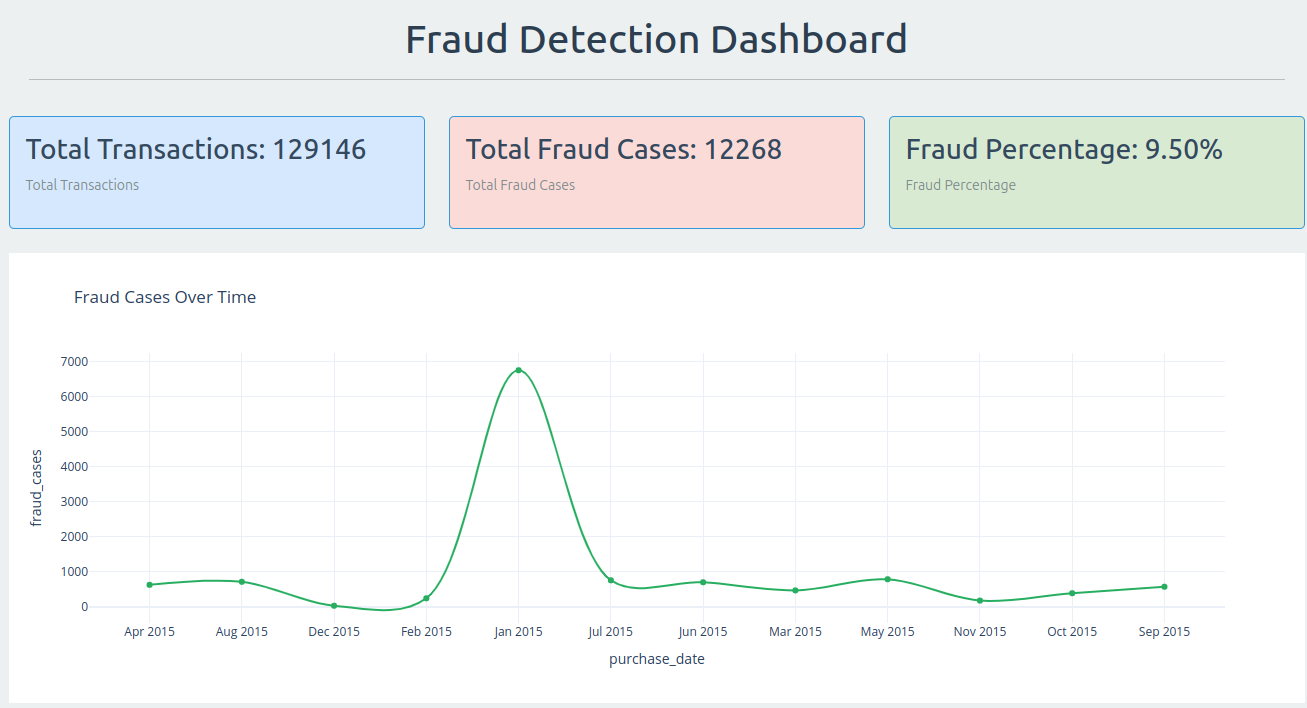 Fraud Detection Dashboard
Total Transactions: 129146
Total Transactions
Total Fraud Cases: 12268
Total Fraud Cases
Fraud Percentage: 9.50%
Fraud Percentage
Fraud Cases Over Time
7000
6000
5000
4000
3000
2000
1000
0
fraud_cases
Apr 2015 Aug 2015 Dec 2015 Feb 2015 Jan 2015 Jul 2015 Jun 2015 Mar 2015 May 2015 Nov 2015 Oct 2015 Sep 2015
purchase_date